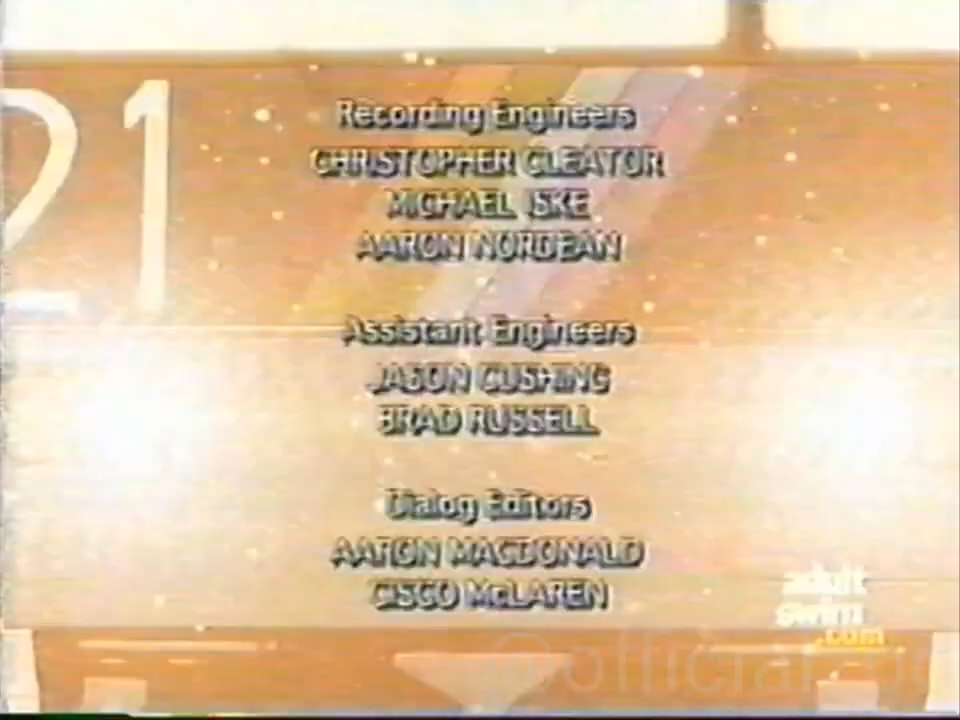 21
Recording Engineers
CHRISTOPHER CLEATOR
MICHAEL ISKE
AARON NORDEAN
Assistant Engineers
JASON CUSHING
BRAD RUSSELL
Dialog Editors
AARON MACDONALD
CISCO McLAREN
adult
swim
.com